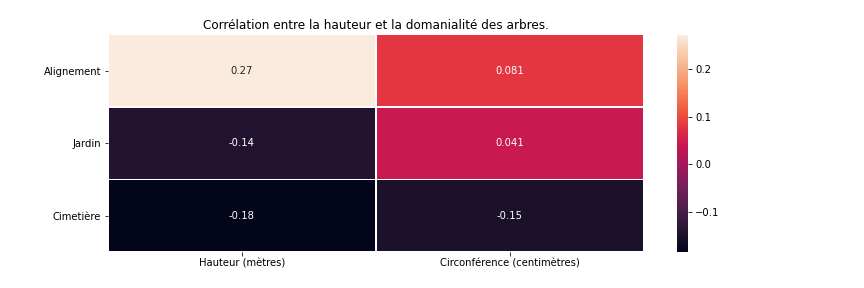 Corrélation entre la hauteur et la domanialité des arbres.
Alignement
0.27
0.081
Jardin
-0.14
0.041
Cimetière
-0.18
-0.15
Hauteur (mètres)
Circonférence (centimètres)
0.2
0.1
0.0
−0.1